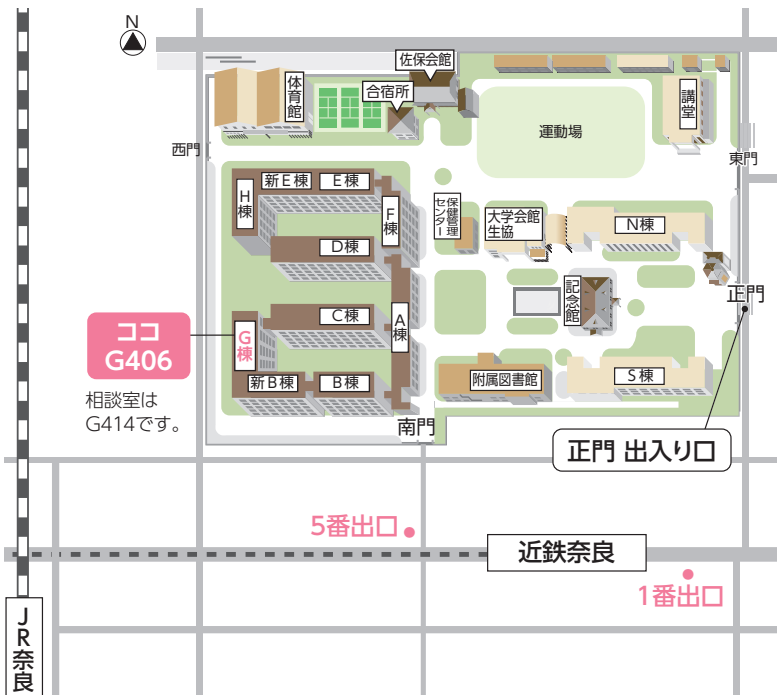 N
佐保会館
体育館
合宿所
講堂
運動場
西門
東門
新E棟
E棟
H棟
F棟
保健管理
センター
大学会館
生協
N棟
D棟
正門
記念館
C棟
A棟
ココ
G406
G棟
相談室は
G414です。
新B棟
B棟
附属図書館
S棟
南門
正門 出入り口
5番出口
近鉄奈良
1番出口
JR奈良